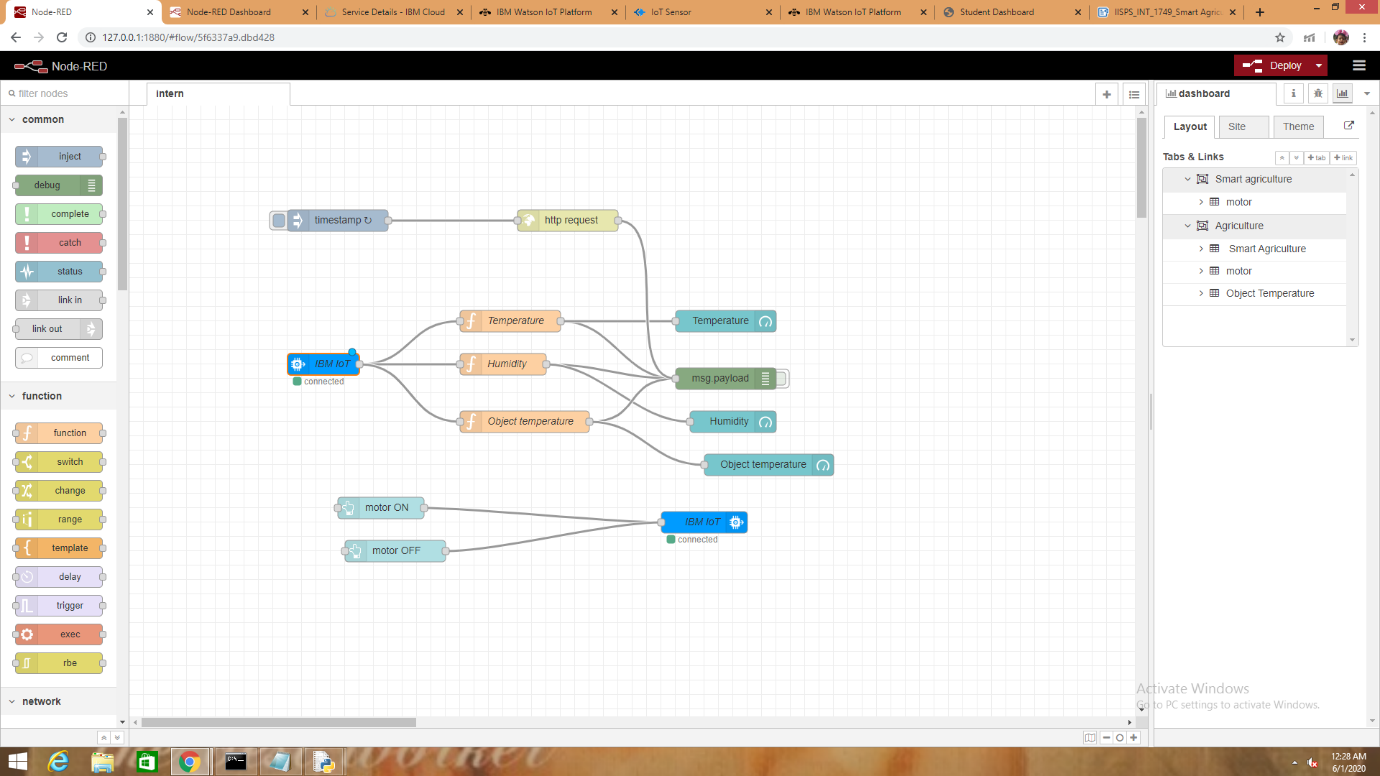 Node-RED
Node-RED Dashboard
Service Details - IBM Cloud
IBM Watson IoT Platform
IoT Sensor
IBM Watson IoT Platform
Student Dashboard
IISPS_INT_1749_Smart Agric
127.0.0.1:1880/#flow/5f6337a9.dbd428
Node-RED
Deploy
filter nodes
intern
dashboard
common
inject
debug
complete
catch
status
link in
link out
comment
function
function
switch
change
range
template
delay
trigger
exec
rbe
network
timestamp ↻
http request
Temperature
Temperature
IBM IoT
connected
Humidity
msg payload
Object temperature
Humidity
Object temperature
motor ON
IBM IoT
connected
motor OFF
Layout
Site
Theme
Tabs & Links
tab
link
Smart agriculture
motor
Agriculture
Smart Agriculture
motor
Object Temperature
Activate Windows
Go to PC settings to activate Windows.
12:28 AM
6/1/2020